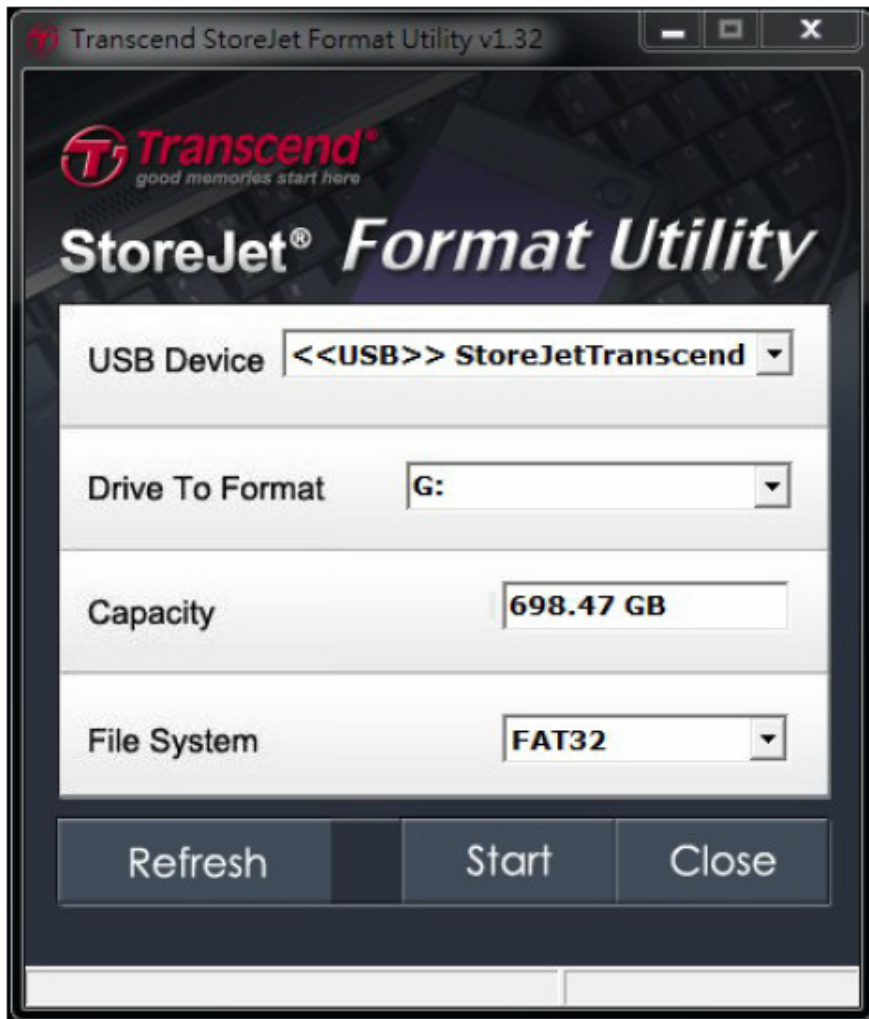 Transcend StoreJet Format Utility v1.32
Transcend®
good memories start here
StoreJet® Format Utility
USB Device <<USB>> StoreJetTranscend
Drive To Format G:
Capacity 698.47 GB
File System FAT32
Refresh Start Close